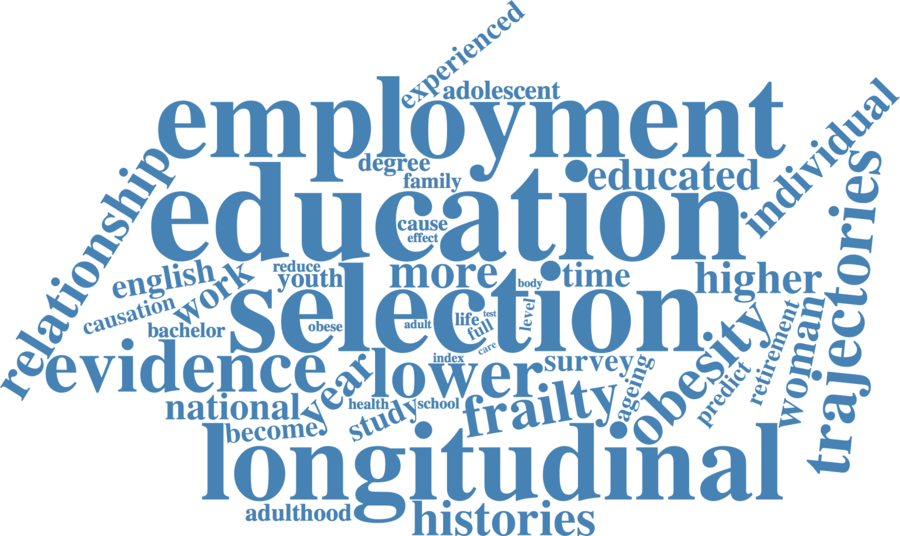 experienced
adolescent
employment
individual
degree
family
educated
relationship
education
cause
effect
trajectories
english
reduce
youth
more
body
time
higher
causation
work
selection
bachelor
obese
adult
life
full
test
level
care
evidence
index
lower
survey
ageing
obesity
predict
retirement
woman
national
year
health
school
study
frailty
become
longitudinal
adulthood
histories